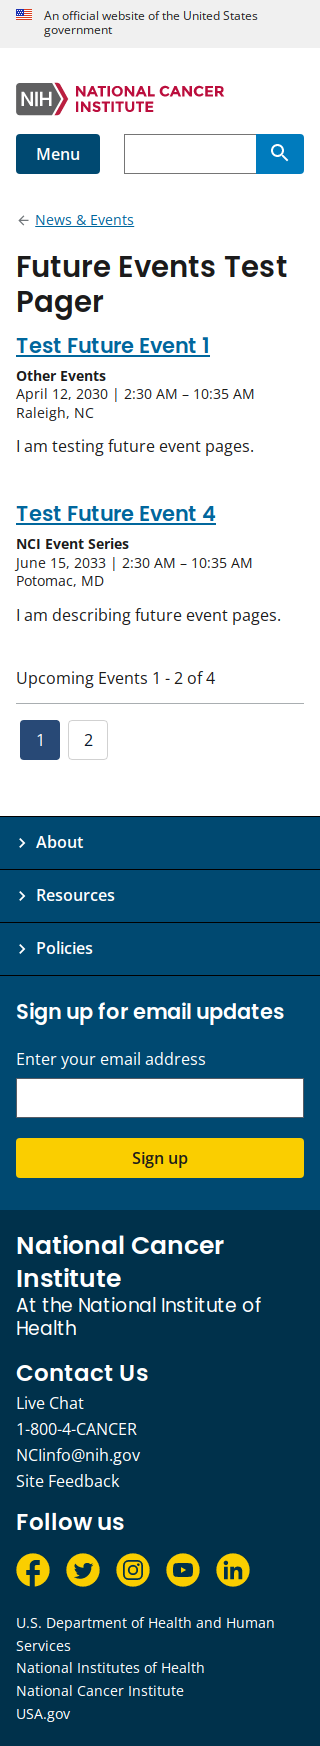 An official website of the United States
government
NIH NATIONAL CANCER
INSTITUTE
Menu
News & Events
Future Events Test
Pager
Test Future Event 1
Other Events
April 12, 2030 | 2:30 AM – 10:35 AM
Raleigh, NC
I am testing future event pages.
Test Future Event 4
NCI Event Series
June 15, 2033 | 2:30 AM – 10:35 AM
Potomac, MD
I am describing future event pages.
Upcoming Events 1 - 2 of 4
1 2
About
Resources
Policies
Sign up for email updates
Enter your email address
Sign up
National Cancer
Institute
At the National Institute of
Health
Contact Us
Live Chat
1-800-4-CANCER
NCIinfo@nih.gov
Site Feedback
Follow us
U.S. Department of Health and Human
Services
National Institutes of Health
National Cancer Institute
USA.gov